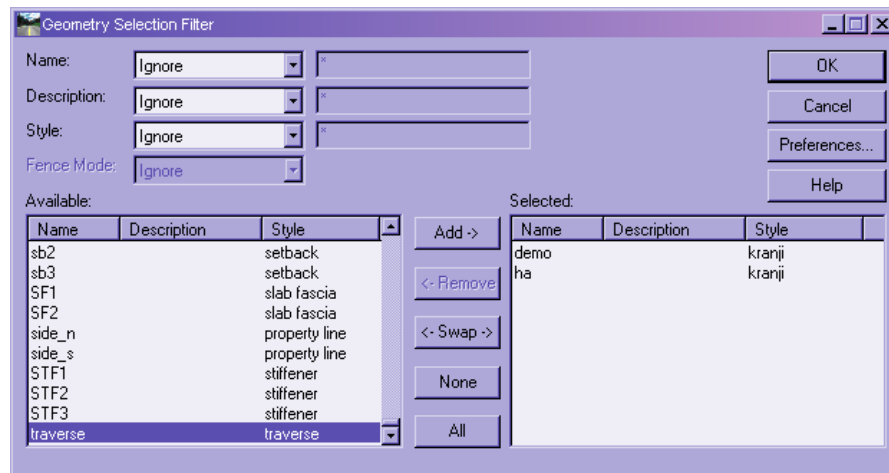 Geometry Selection Filter
Name: Ignore *
Description: Ignore *
Style: Ignore *
Fence Mode: Ignore
OK
Cancel
Preferences...
Help
Available:
Name Description Style
sb2 setback
sb3 setback
SF1 slab fascia
SF2 slab fascia
side_n property line
side_s property line
STF1 stiffener
STF2 stiffener
STF3 stiffener
traverse traverse
Add ->
<- Remove
<- Swap ->
None
All
Selected:
Name Description Style
demo kranji
ha kranji